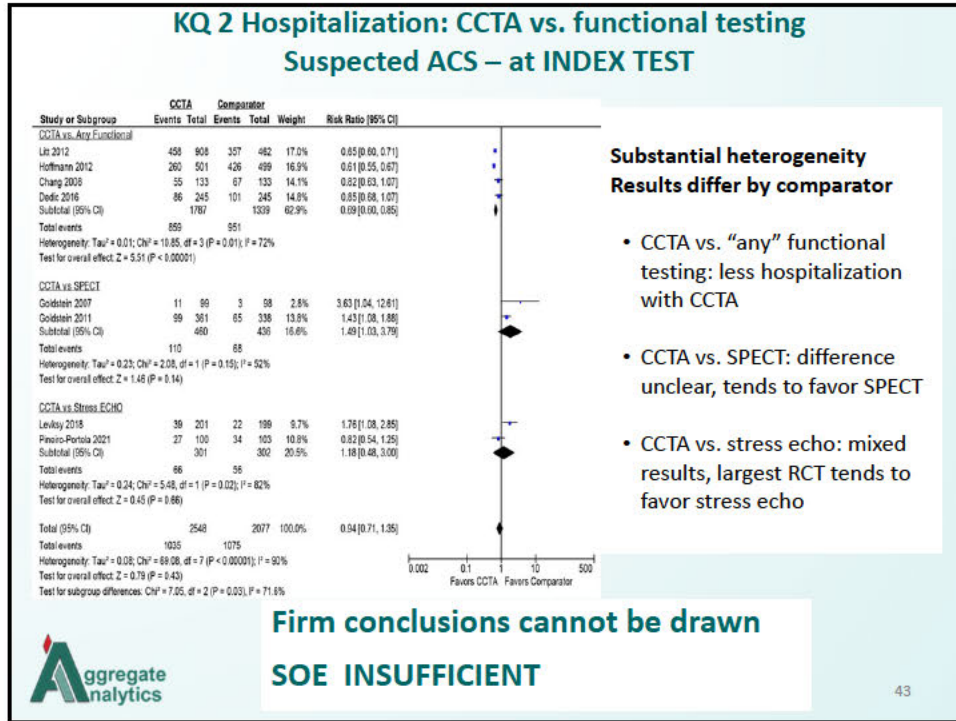 KQ 2 Hospitalization: CCTA vs. functional testing
Suspected ACS – at INDEX TEST
CCTA Comparator
Study or Subgroup Events Total Events Total Weight Risk Ratio [95% CI]
CCTA vs. Any Functional
Litt 2012 458 908 357 462 17.0% 0.65 [0.60, 0.71]
Hoffmann 2012 260 501 426 499 16.9% 0.61 [0.55, 0.67]
Chang 2008 55 133 67 133 14.1% 0.82 [0.63, 1.07]
Dedic 2016 86 245 101 245 14.8% 0.85 [0.68, 1.07]
Subtotal (95% CI) 1787 1339 62.9% 0.69 [0.60, 0.85]
Total events 859 951
Heterogeneity: Tau² = 0.01; Chi² = 10.85, df = 3 (P = 0.01); I² = 72%
Test for overall effect: Z = 5.51 (P < 0.00001)
CCTA vs SPECT
Goldstein 2007 11 99 3 98 2.8% 3.63 [1.04, 12.61]
Goldstein 2011 99 361 65 338 13.8% 1.43 [1.08, 1.88]
Subtotal (95% CI) 460 436 16.6% 1.49 [1.03, 3.79]
Total events 110 68
Heterogeneity: Tau² = 0.23; Chi² = 2.08, df = 1 (P = 0.15); I² = 52%
Test for overall effect: Z = 1.46 (P = 0.14)
CCTA vs Stress ECHO
Levksy 2018 39 201 22 199 9.7% 1.76 [1.08, 2.85]
Pineiro-Portela 2021 27 100 34 103 10.8% 0.82 [0.54, 1.25]
Subtotal (95% CI) 301 302 20.5% 1.18 [0.48, 3.00]
Total events 66 56
Heterogeneity: Tau² = 0.24; Chi² = 5.48, df = 1 (P = 0.02); I² = 82%
Test for overall effect: Z = 0.45 (P = 0.66)
Total (95% CI) 2548 2077 100.0% 0.94 [0.71, 1.35]
Total events 1035 1075
Heterogeneity: Tau² = 0.08; Chi² = 69.08, df = 7 (P < 0.00001); I² = 90%
Test for overall effect: Z = 0.79 (P = 0.43)
Test for subgroup differences: Chi² = 7.05, df = 2 (P = 0.03), I² = 71.6%
0.002 0.1 1 10 500
Favors CCTA Favors Comparator
Substantial heterogeneity
Results differ by comparator
• CCTA vs. “any” functional
testing: less hospitalization
with CCTA
• CCTA vs. SPECT: difference
unclear, tends to favor SPECT
• CCTA vs. stress echo: mixed
results, largest RCT tends to
favor stress echo
Firm conclusions cannot be drawn
SOE INSUFFICIENT
Aggregate
Analytics
43